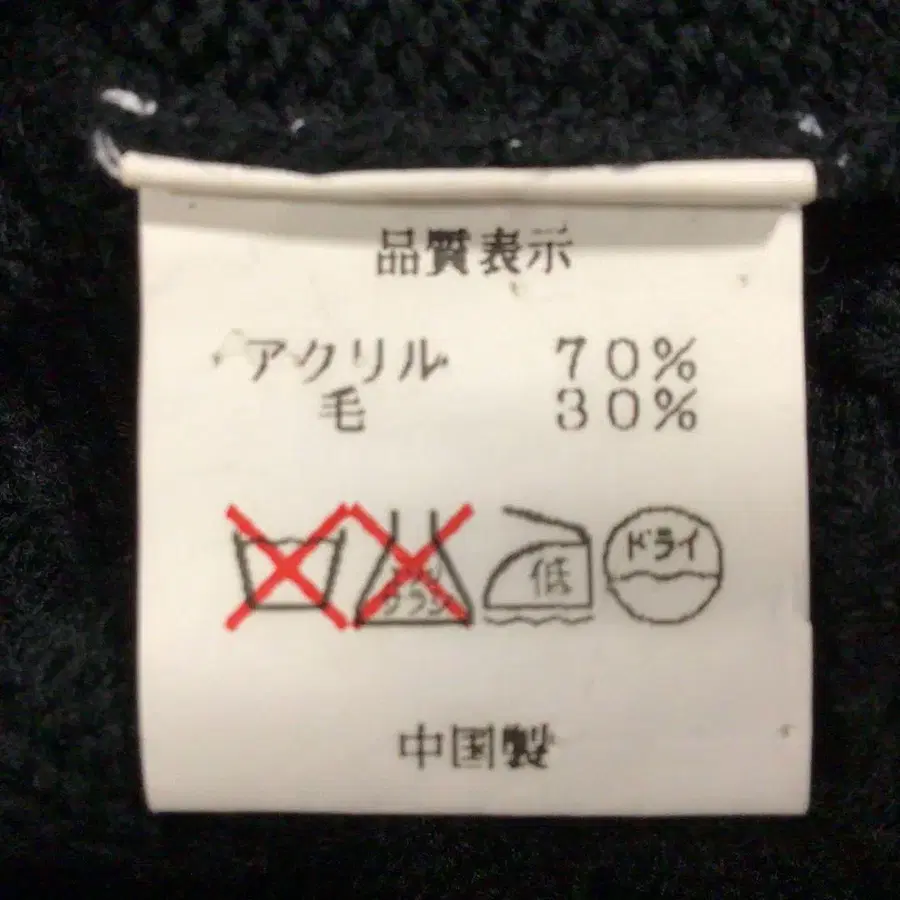 品質表示
アクリル 70%
毛 30%
低 ドライ
中国製